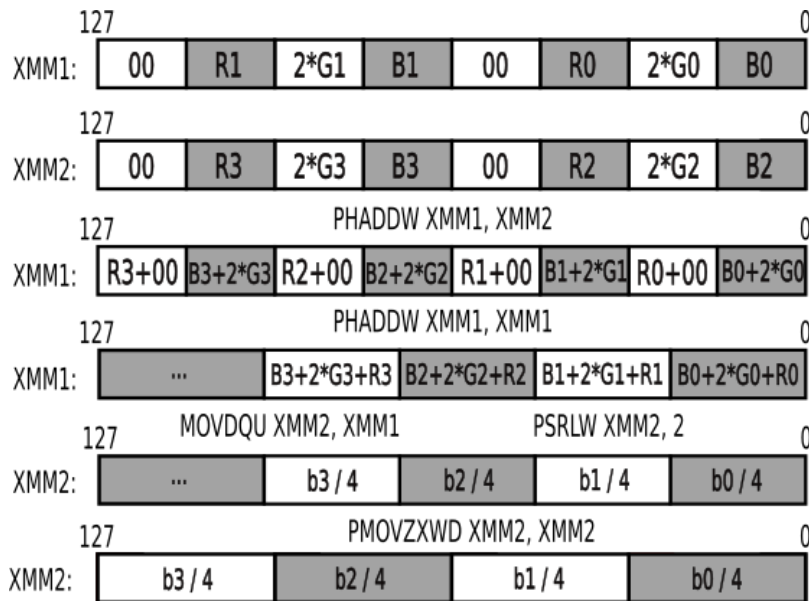 127 0
XMM1: 00 R1 2*G1 B1 00 R0 2*G0 B0
127 0
XMM2: 00 R3 2*G3 B3 00 R2 2*G2 B2
PHADDW XMM1, XMM2
127 0
XMM1: R3+00 B3+2*G3 R2+00 B2+2*G2 R1+00 B1+2*G1 R0+00 B0+2*G0
PHADDW XMM1, XMM1
127 0
XMM1: ... B3+2*G3+R3 B2+2*G2+R2 B1+2*G1+R1 B0+2*G0+R0
MOVDQU XMM2, XMM1 PSRLW XMM2, 2
127 0
XMM2: ... b3 / 4 b2 / 4 b1 / 4 b0 / 4
PMOVZXWD XMM2, XMM2
127 0
XMM2: b3 / 4 b2 / 4 b1 / 4 b0 / 4